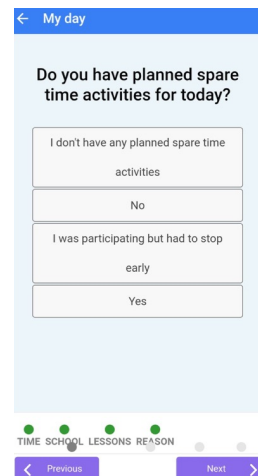 My day
Do you have planned spare
time activities for today?
I don't have any planned spare time
activities
No
I was participating but had to stop
early
Yes
TIME SCHOOL LESSONS REASON
Previous Next